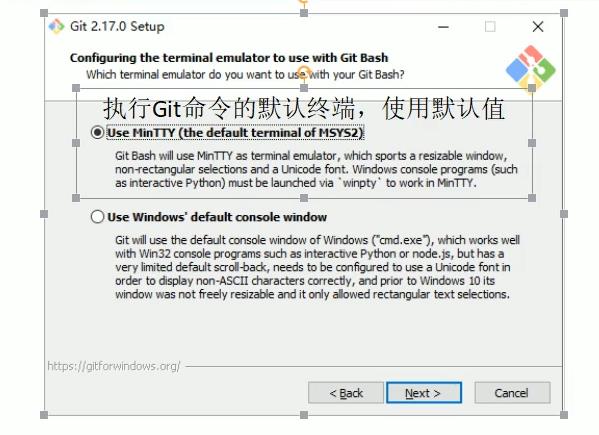 Git 2.17.0 Setup
Configuring the terminal emulator to use with Git Bash
Which terminal emulator do you want to use with your Git Bash?
执行Git命令的默认终端，使用默认值
Use MinTTY (the default terminal of MSYS2)
Git Bash will use MinTTY as terminal emulator, which sports a resizable window,
non-rectangular selections and a Unicode font. Windows console programs (such
as interactive Python) must be launched via `winpty` to work in MinTTY.
Use Windows' default console window
Git will use the default console window of Windows ("cmd.exe"), which works well
with Win32 console programs such as interactive Python or node.js, but has a
very limited default scroll-back, needs to be configured to use a Unicode font in
order to display non-ASCII characters correctly, and prior to Windows 10 its
window was not freely resizable and it only allowed rectangular text selections.
https://gitforwindows.org/
< Back
Next >
Cancel